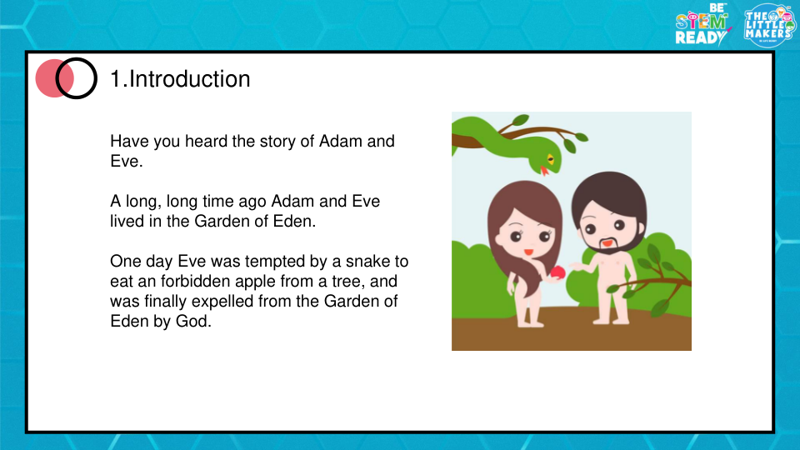 BE
STEM
READY
THE
LITTLE
MAKERS
1.Introduction
Have you heard the story of Adam and
Eve.
A long, long time ago Adam and Eve
lived in the Garden of Eden.
One day Eve was tempted by a snake to
eat an forbidden apple from a tree, and
was finally expelled from the Garden of
Eden by God.